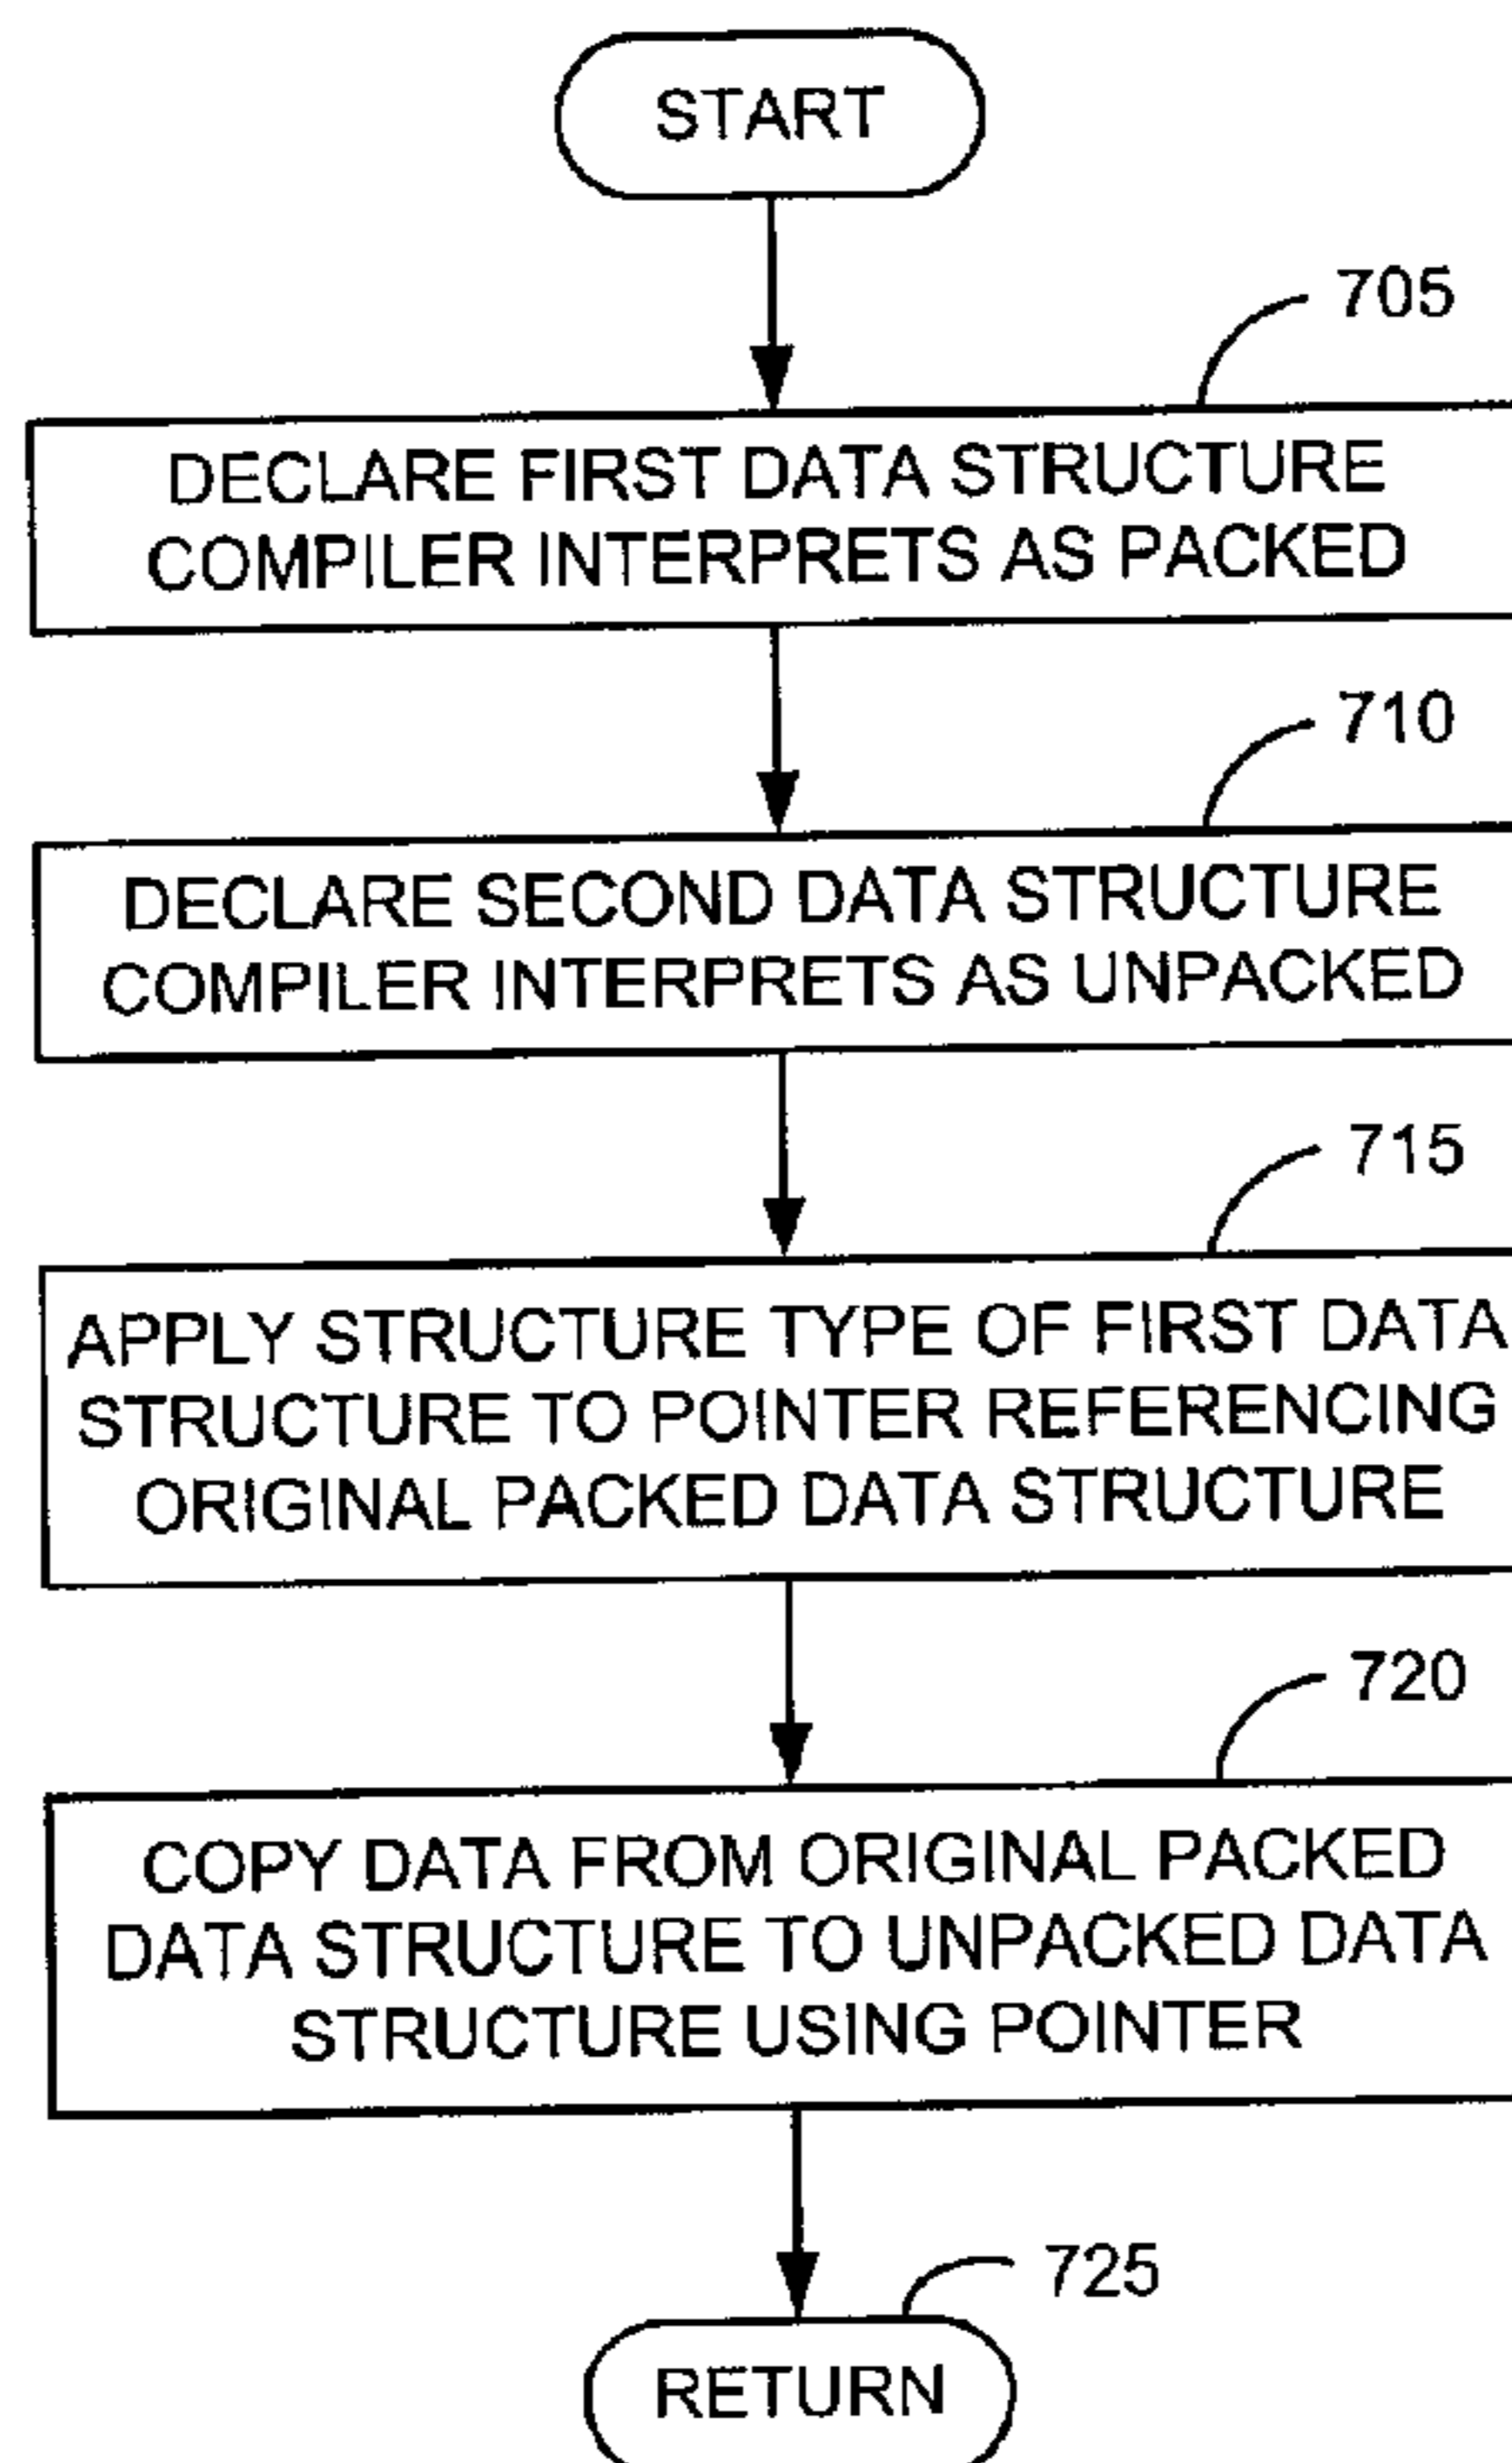 START
705
DECLARE FIRST DATA STRUCTURE
COMPILER INTERPRETS AS PACKED
710
DECLARE SECOND DATA STRUCTURE
COMPILER INTERPRETS AS UNPACKED
715
APPLY STRUCTURE TYPE OF FIRST DATA
STRUCTURE TO POINTER REFERENCING
ORIGINAL PACKED DATA STRUCTURE
720
COPY DATA FROM ORIGINAL PACKED
DATA STRUCTURE TO UNPACKED DATA
STRUCTURE USING POINTER
725
RETURN